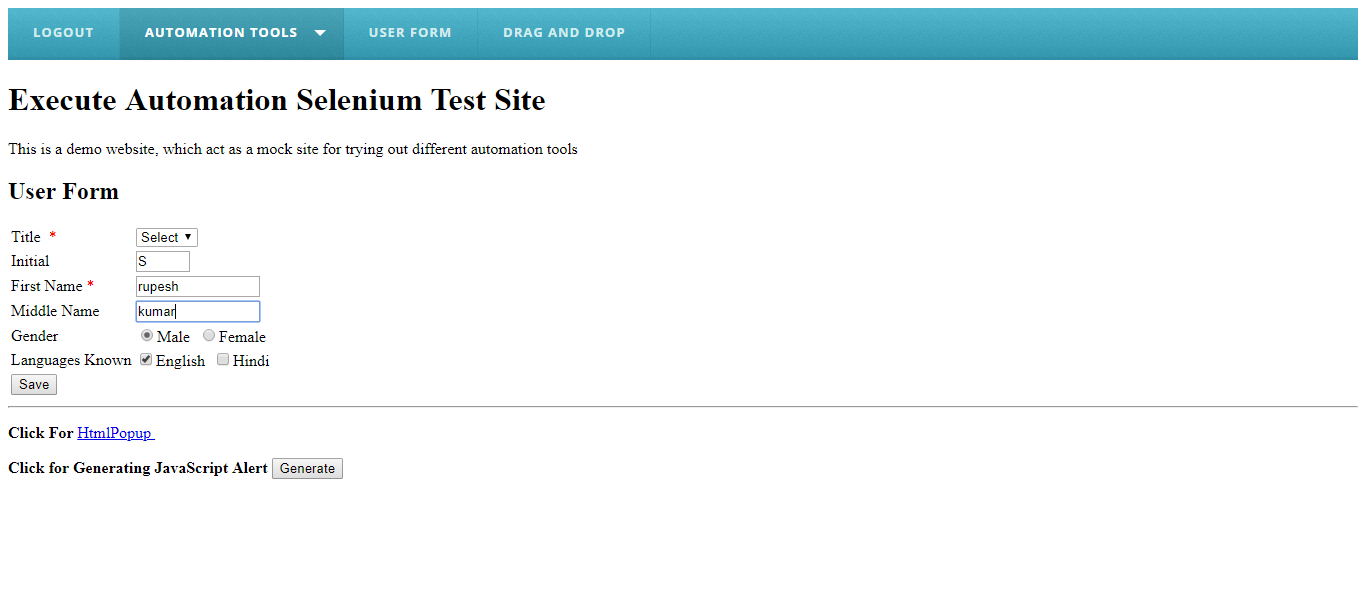 LOGOUT AUTOMATION TOOLS USER FORM DRAG AND DROP
Execute Automation Selenium Test Site
This is a demo website, which act as a mock site for trying out different automation tools
User Form
Title * Select
Initial S
First Name * rupesh
Middle Name kumar
Gender Male Female
Languages Known English Hindi
Save
Click For HtmlPopup
Click for Generating JavaScript Alert Generate